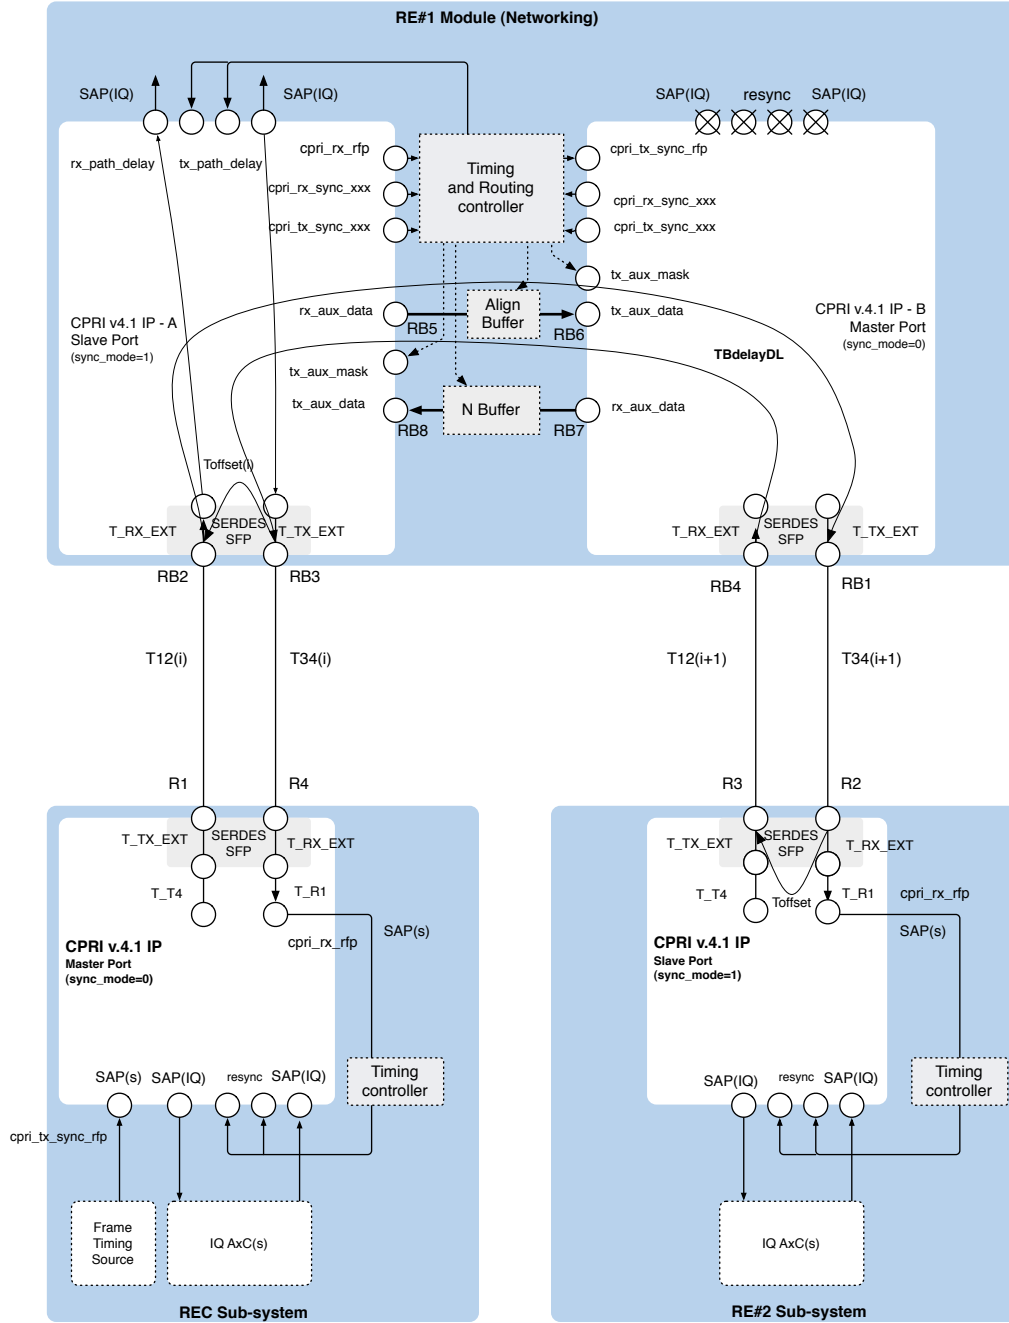 RE#1 Module (Networking)
SAP(IQ)
SAP(IQ)
SAP(IQ)
resync
SAP(IQ)
rx_path_delay
tx_path_delay
cpri_rx_rfp
cpri_rx_sync_xxx
cpri_tx_sync_xxx
Timing
and Routing
controller
cpri_tx_sync_rfp
cpri_rx_sync_xxx
cpri_tx_sync_xxx
tx_aux_mask
CPRI v4.1 IP - A
Slave Port
(sync_mode=1)
rx_aux_data
RB5
Align
Buffer
RB6
tx_aux_data
CPRI v4.1 IP - B
Master Port
(sync_mode=0)
TBdelayDL
tx_aux_mask
tx_aux_data
RB8
N Buffer
RB7
rx_aux_data
Toffset(i)
T_RX_EXT
SERDES
SFP
T_TX_EXT
T_RX_EXT
SERDES
SFP
T_TX_EXT
RB2
RB3
RB4
RB1
T12(i)
T34(i)
T12(i+1)
T34(i+1)
R1
R4
R3
R2
T_TX_EXT
SERDES
SFP
T_RX_EXT
T_TX_EXT
SERDES
SFP
T_RX_EXT
T_T4
T_R1
T_T4
Toffset
T_R1
cpri_rx_rfp
SAP(s)
cpri_rx_rfp
SAP(s)
CPRI v.4.1 IP
Master Port
(sync_mode=0)
CPRI v.4.1 IP
Slave Port
(sync_mode=1)
SAP(s)
SAP(IQ)
resync
SAP(IQ)
Timing
controller
SAP(IQ)
resync
SAP(IQ)
Timing
controller
cpri_tx_sync_rfp
Frame
Timing
Source
IQ AxC(s)
IQ AxC(s)
REC Sub-system
RE#2 Sub-system